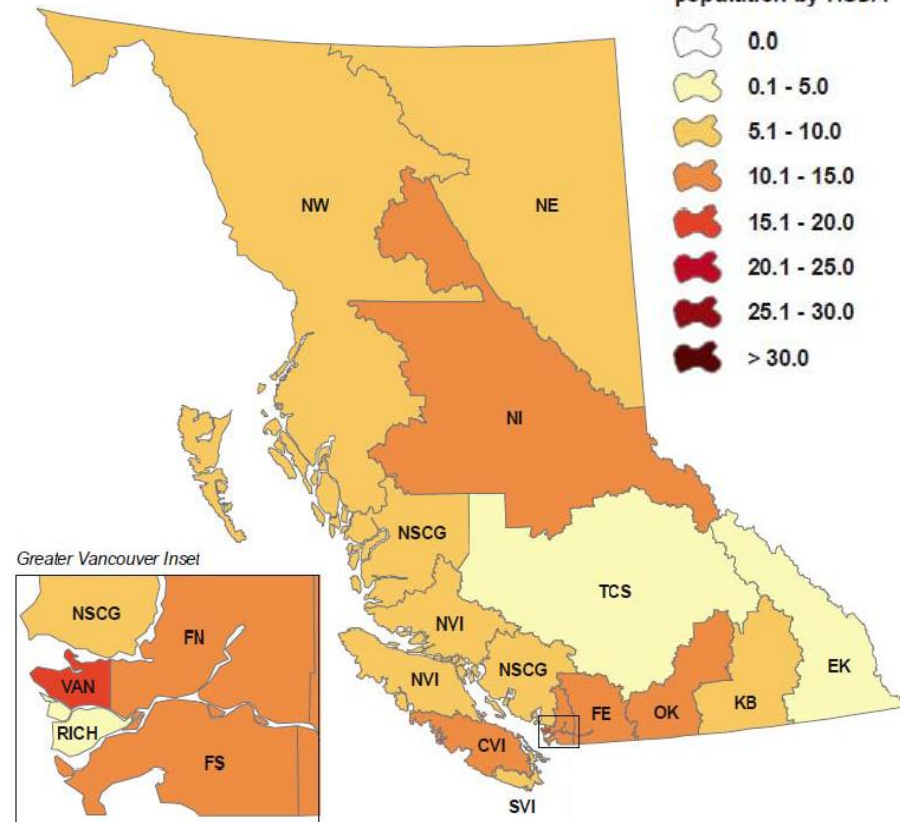 population by HSDA
0.0
0.1 - 5.0
5.1 - 10.0
10.1 - 15.0
15.1 - 20.0
20.1 - 25.0
25.1 - 30.0
> 30.0
NW
NE
NI
NSCG
TCS
NVI
NSCG
NVI
EK
KB
FE
OK
CVI
SVI
Greater Vancouver Inset
NSCG
FN
VAN
RICH
FS